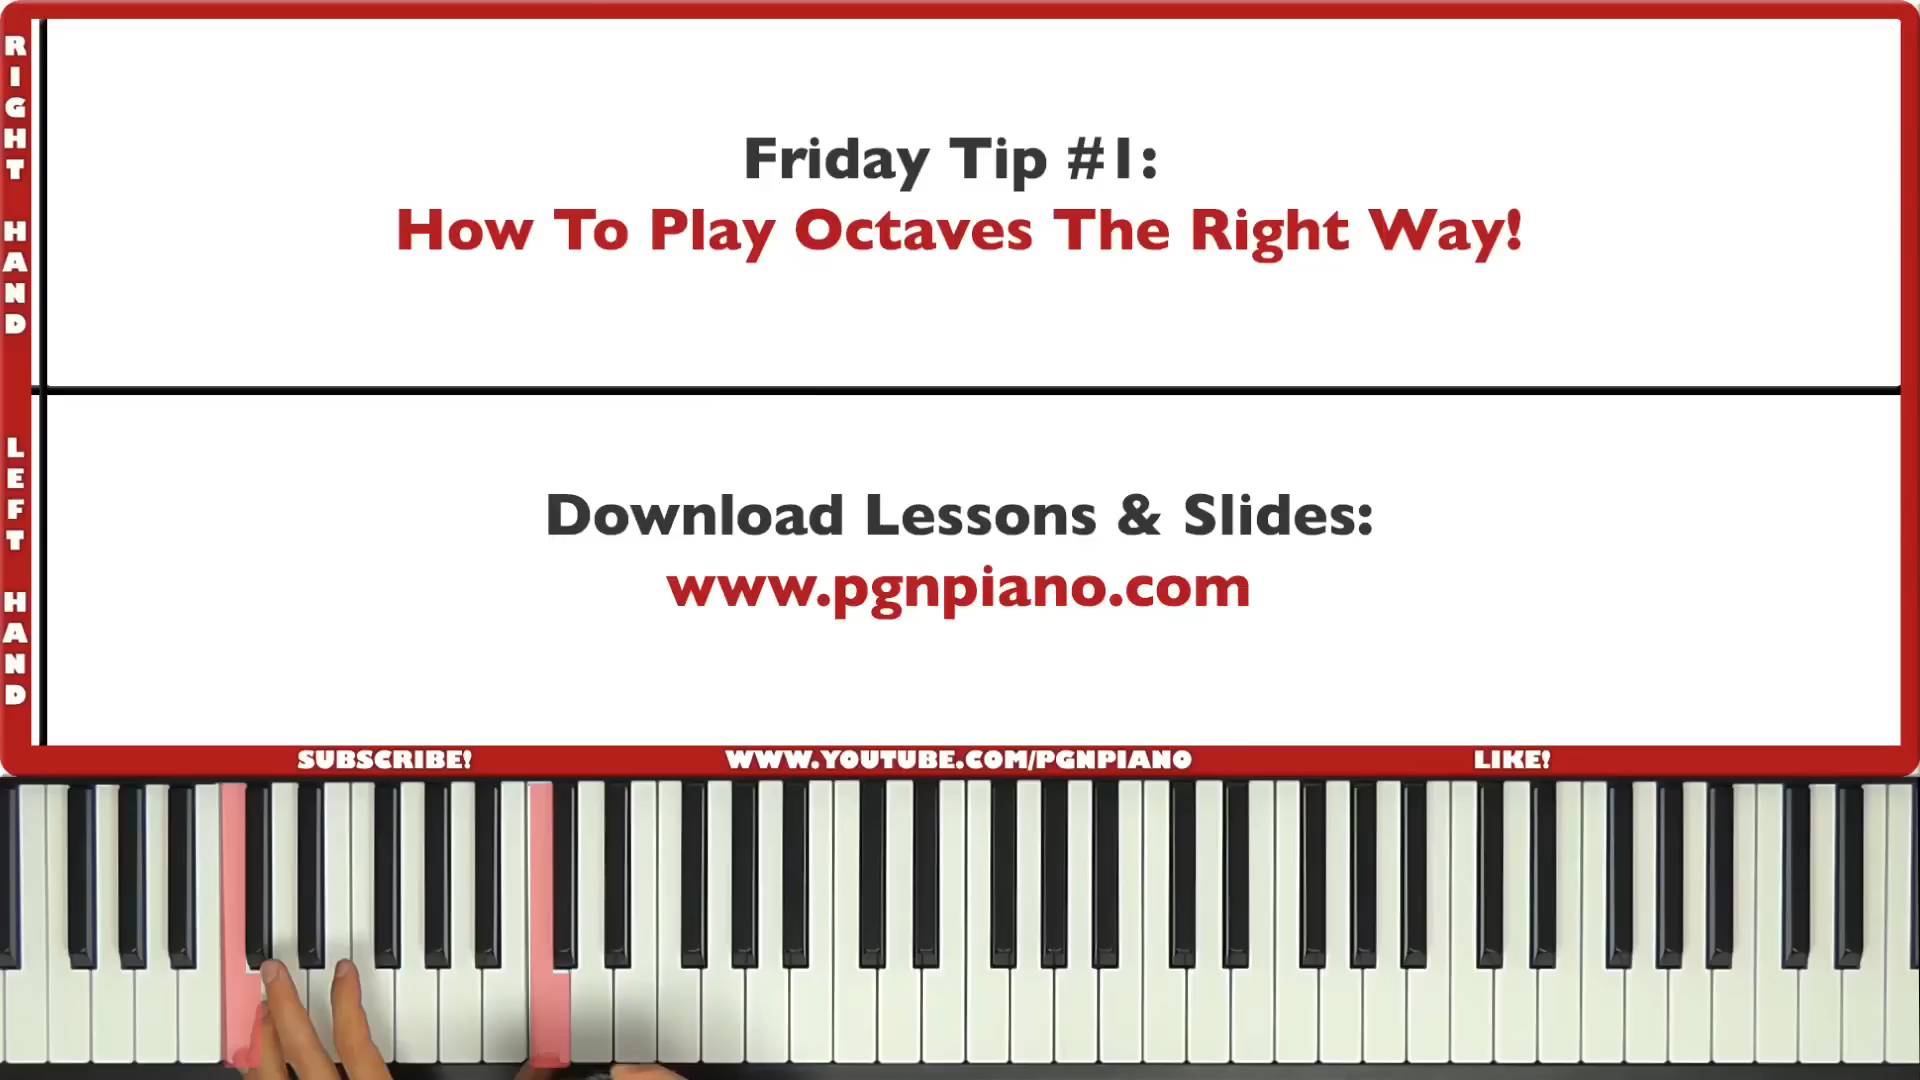 RIGHT HAND
Friday Tip #1:
How To Play Octaves The Right Way!
LEFT HAND
Download Lessons & Slides:
www.pgnpiano.com
SUBSCRIBE!
WWW.YOUTUBE.COM/PGNPIANO
LIKE!